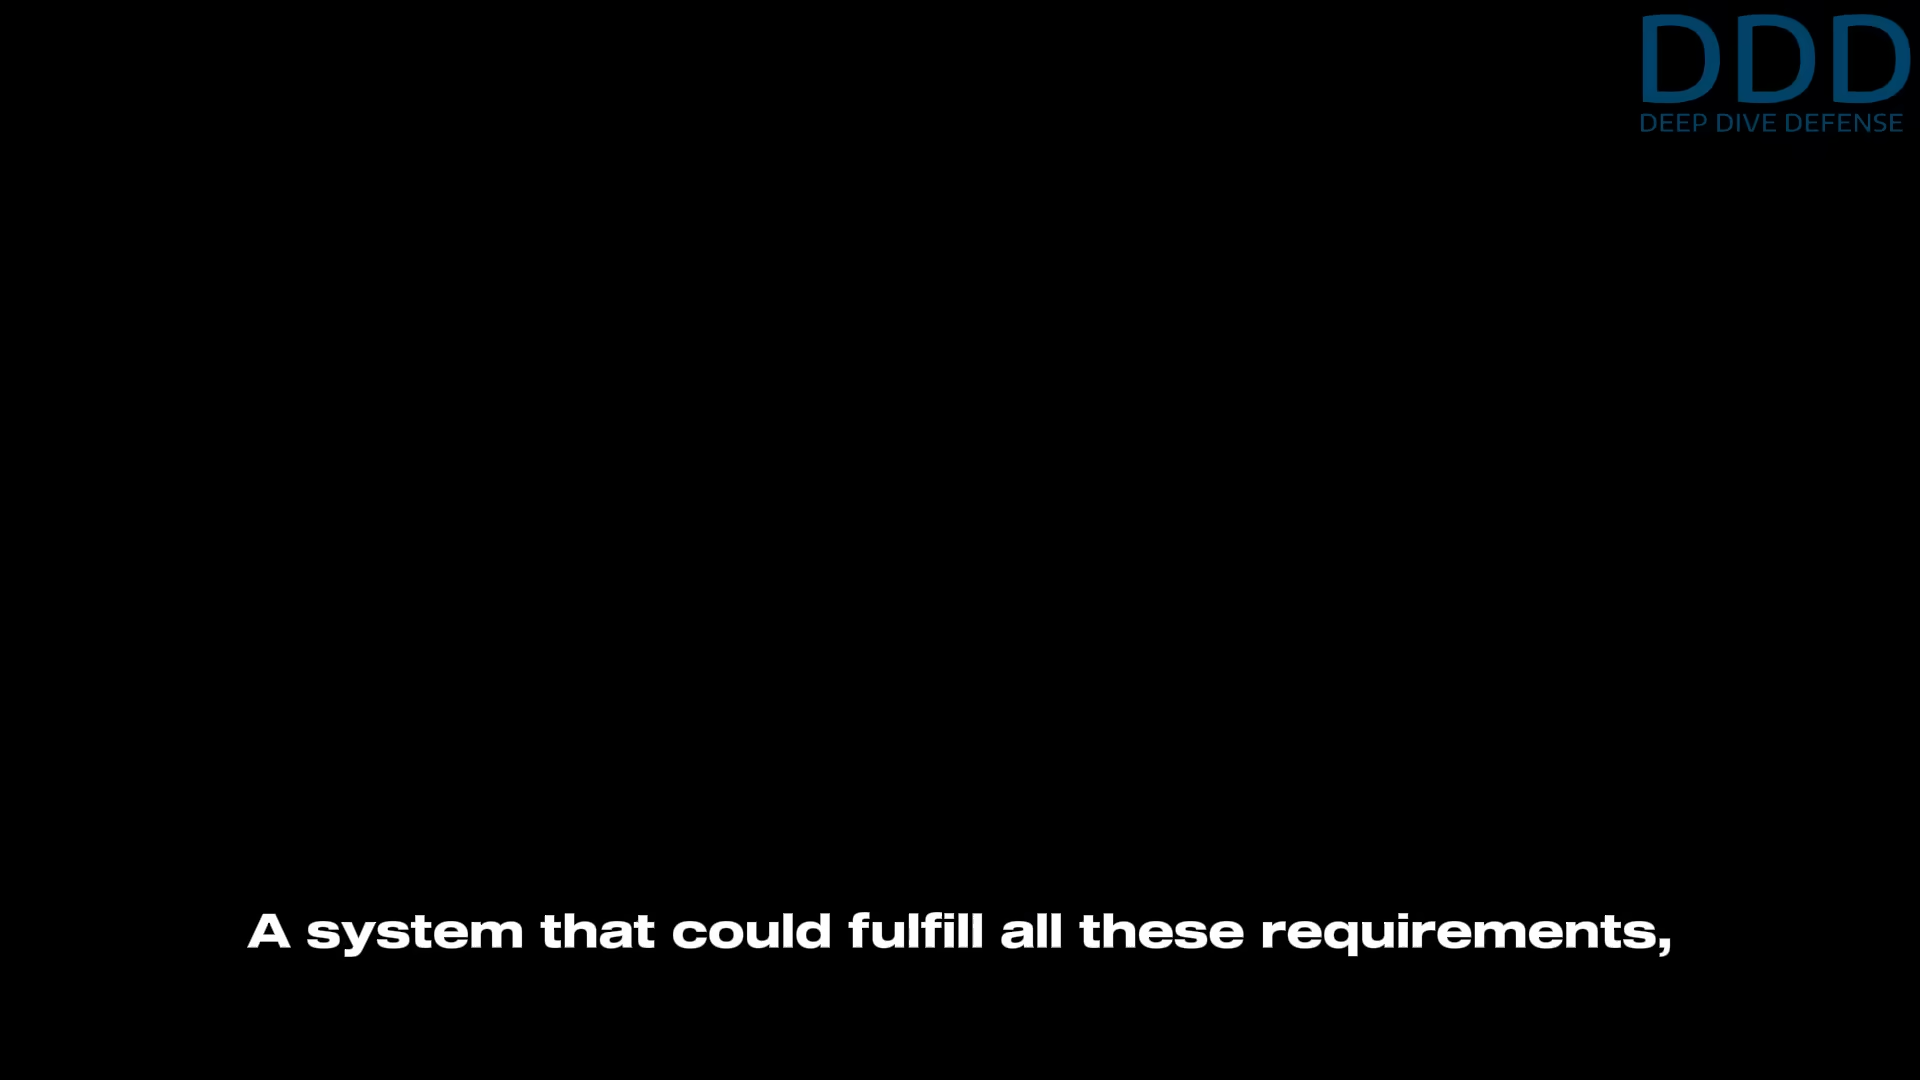 DDD
DEEP DIVE DEFENSE
A system that could fulfill all these requirements,